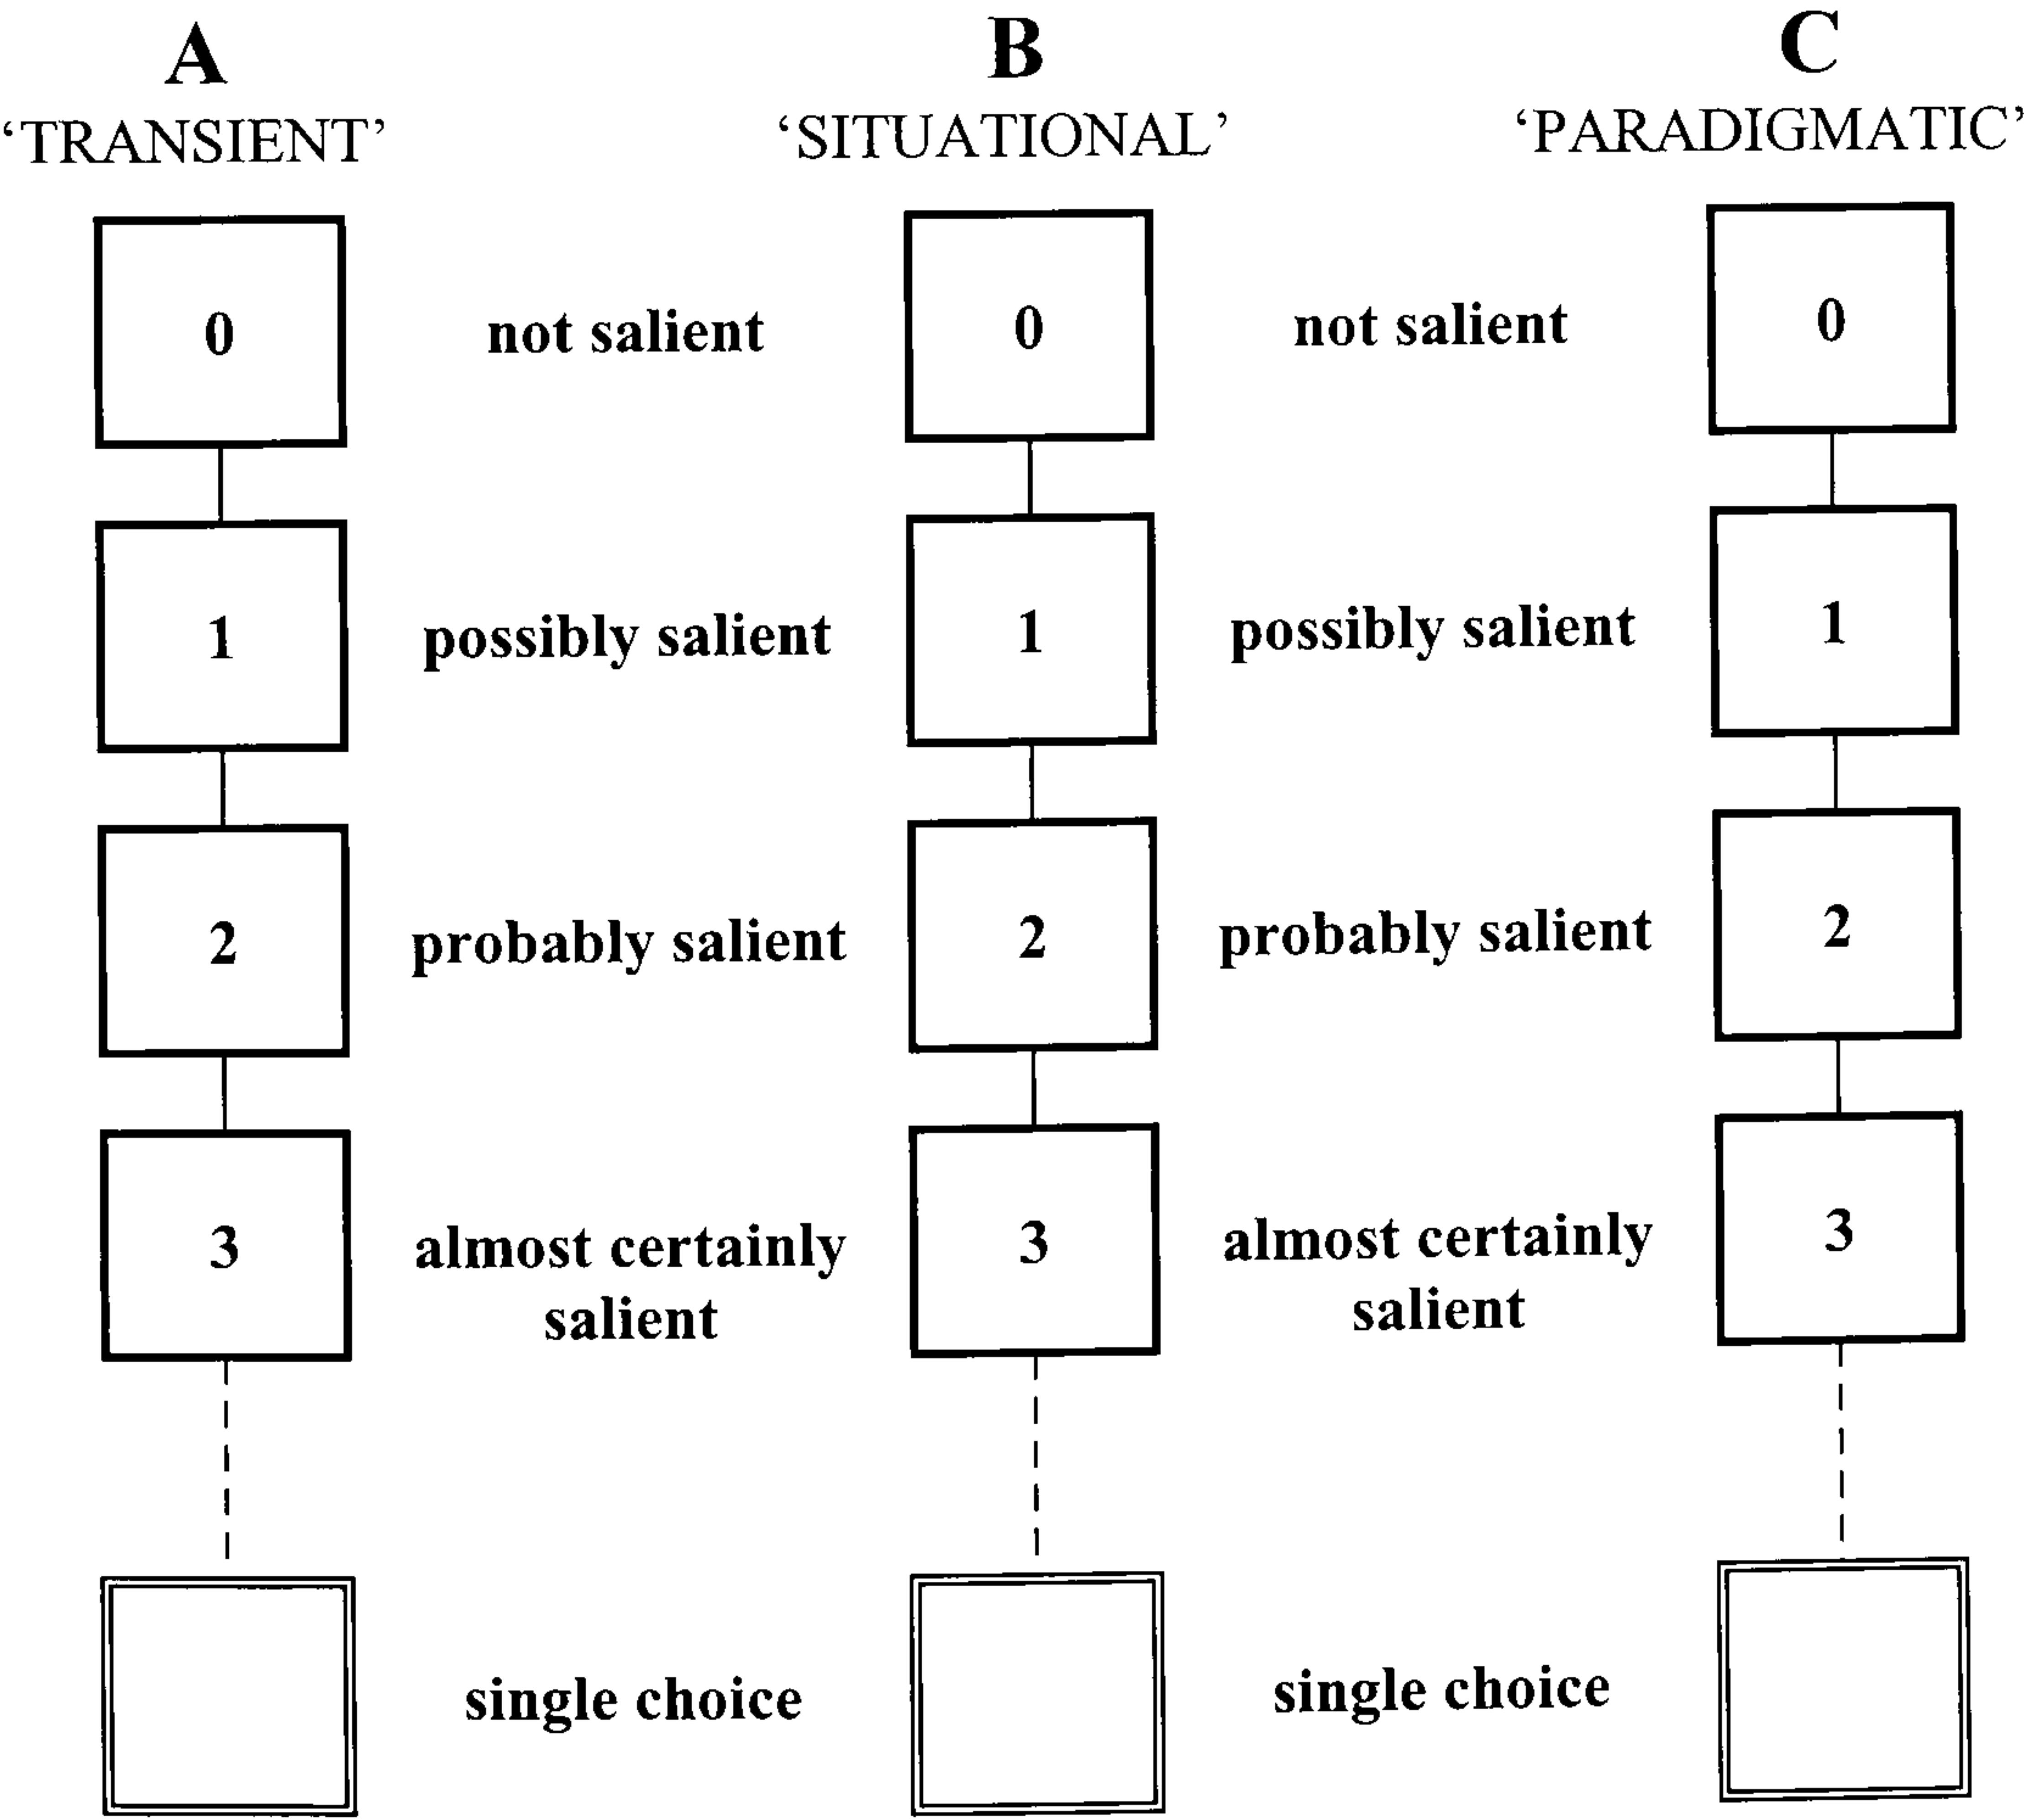 A B C
‘TRANSIENT’ ‘SITUATIONAL’ ‘PARADIGMATIC’
0 not salient 0 not salient 0
1 possibly salient 1 possibly salient 1
2 probably salient 2 probably salient 2
3 almost certainly 3 almost certainly 3
salient salient
single choice single choice